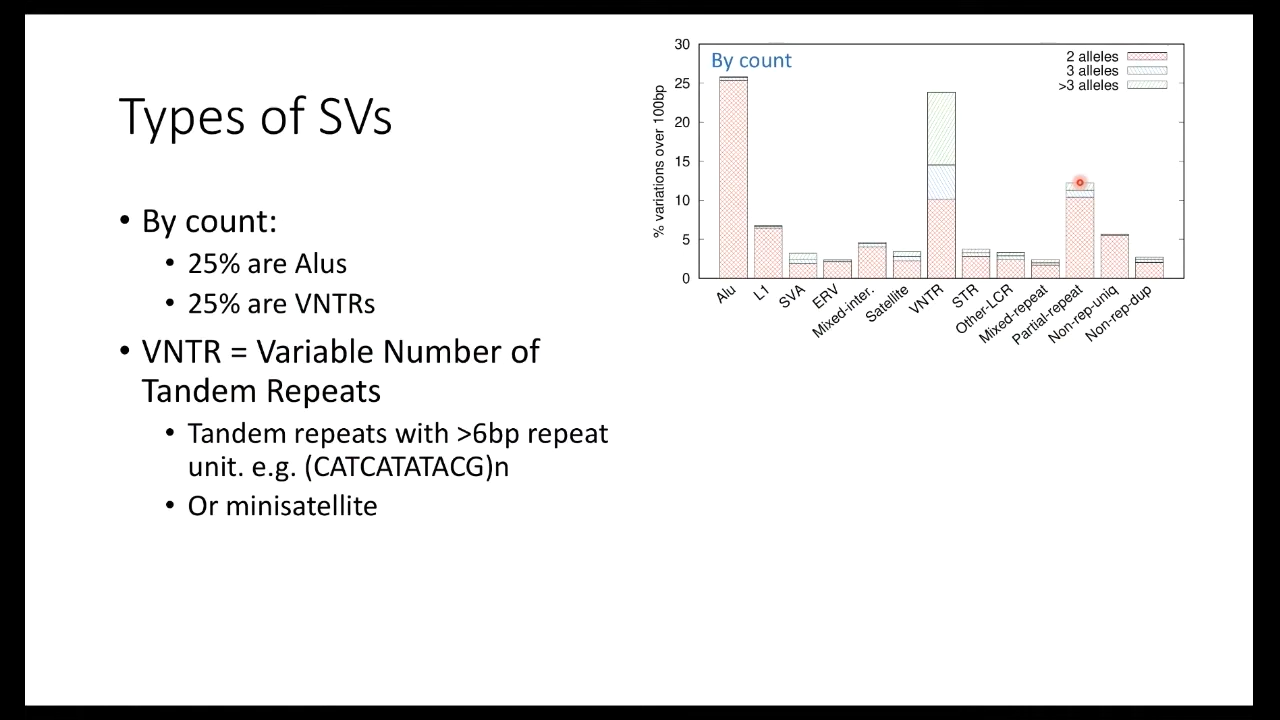 Types of SVs
• By count:
• 25% are Alus
• 25% are VNTRs
• VNTR = Variable Number of
Tandem Repeats
• Tandem repeats with >6bp repeat
unit. e.g. (CATCATATACG)n
• Or minisatellite
By count
2 alleles
3 alleles
>3 alleles
% variations over 100bp
30
25
20
15
10
5
0
Alu
L1
SVA
ERV
Mixed-inter.
Satellite
VNTR
STR
Other-LCR
Mixed-repeat
Partial-repeat
Non-rep-uniq
Non-rep-dup